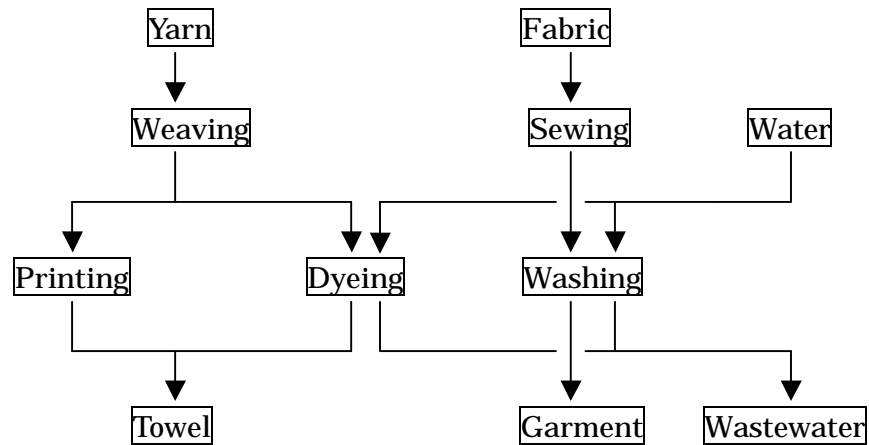 Yarn
Fabric
Weaving
Sewing
Water
Printing
Dyeing
Washing
Towel
Garment
Wastewater